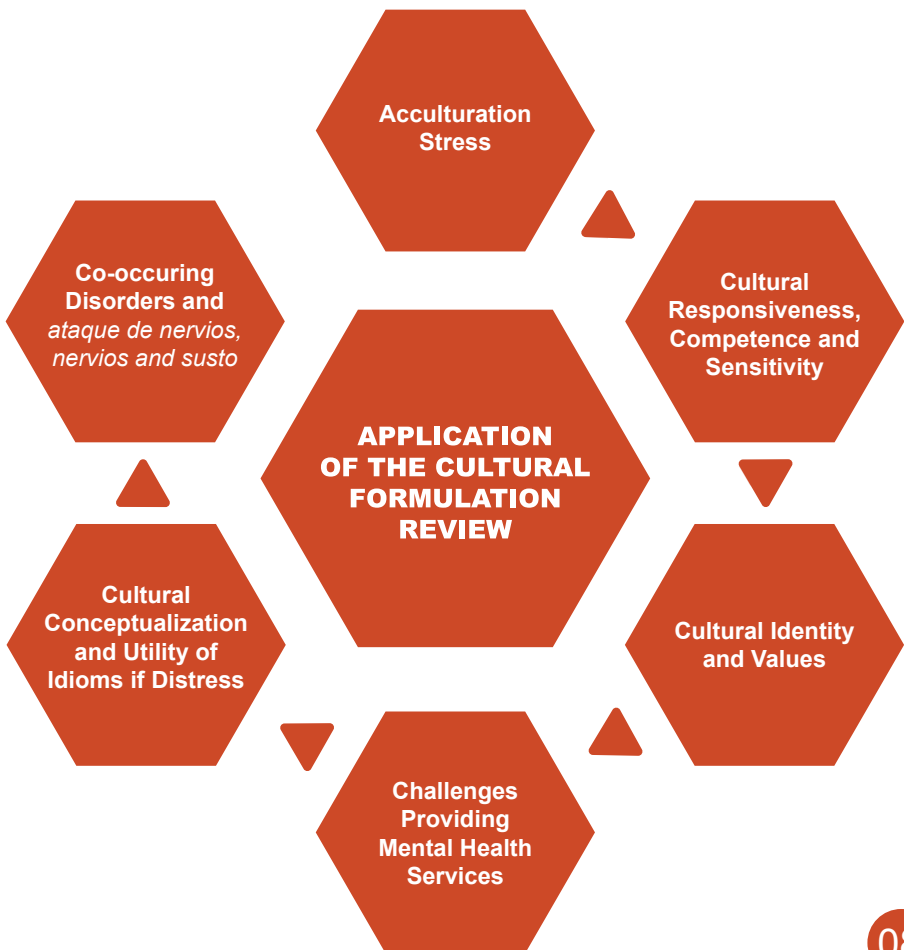 Acculturation
Stress
Co-occuring
Disorders and
ataque de nervios,
nervios and susto
Cultural
Responsiveness,
Competence and
Sensitivity
APPLICATION
OF THE CULTURAL
FORMULATION
REVIEW
Cultural
Conceptualization
and Utility of
Idioms if Distress
Cultural Identity
and Values
Challenges
Providing
Mental Health
Services